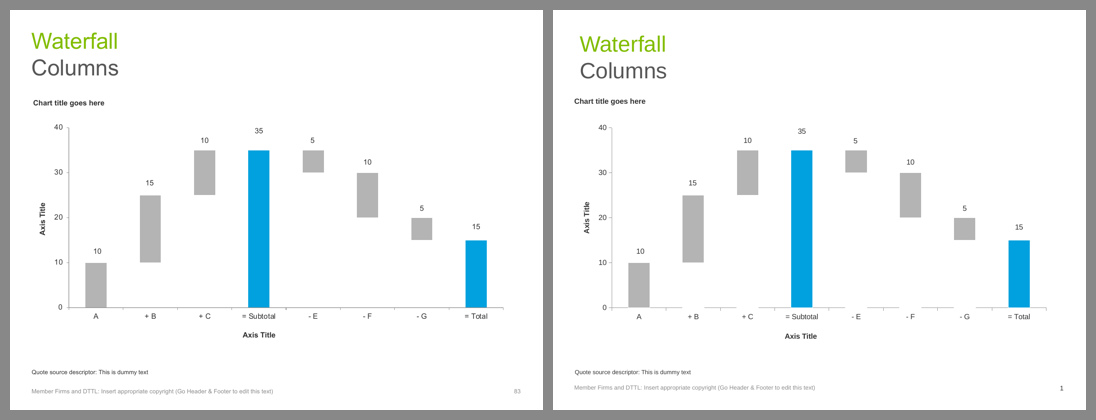 Waterfall
Columns
Chart title goes here
40
30
20
10
0
Axis Title
10
15
10
35
5
10
5
15
A
+ B
+ C
= Subtotal
- E
- F
- G
= Total
Axis Title
Quote source descriptor: This is dummy text
Member Firms and DTTL: Insert appropriate copyright (Go Header & Footer to edit this text)
83
Waterfall
Columns
Chart title goes here
40
30
20
10
0
Axis Title
10
15
10
35
5
10
5
15
A
+ B
+ C
= Subtotal
- E
- F
- G
= Total
Axis Title
Quote source descriptor: This is dummy text
Member Firms and DTTL: Insert appropriate copyright (Go Header & Footer to edit this text)
1